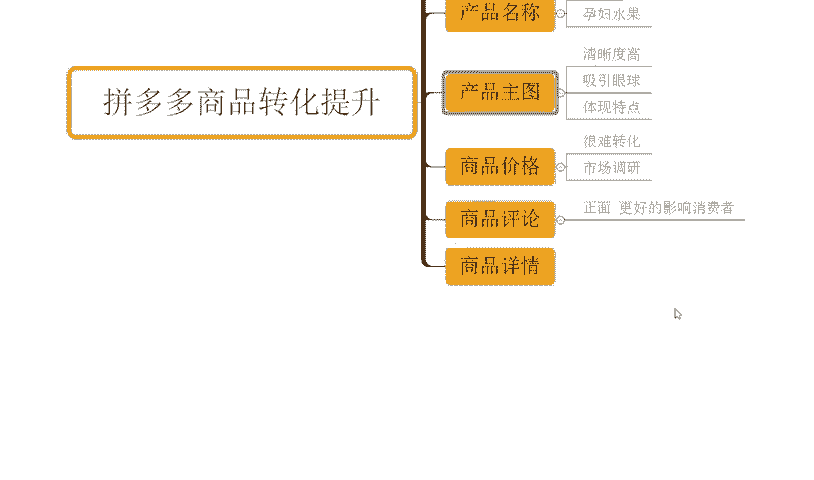 拼多多商品转化提升
产品名称
孕妇水果
产品主图
清晰度高
吸引眼球
体现特点
商品价格
很难转化
市场调研
商品评论
正面 更好的影响消费者
商品详情